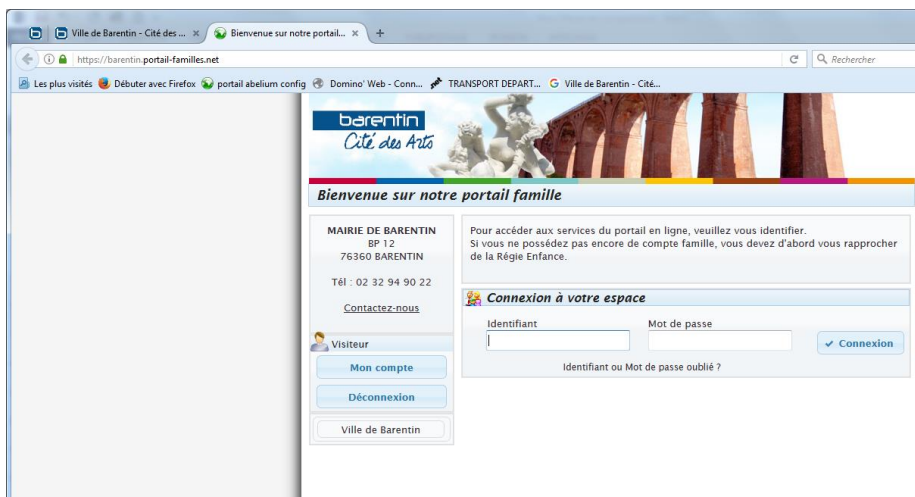 Ville de Barentin - Cité des ... ×
Bienvenue sur notre portail... × +
https://barentin.portail-familles.net
Rechercher
Les plus visités Débuter avec Firefox portail abelium config Domino' Web - Conn... TRANSPORT DEPART... Ville de Barentin - Cité...
barentin
Cité des Arts
Bienvenue sur notre portail famille
MAIRIE DE BARENTIN
BP 12
76360 BARENTIN
Tél : 02 32 94 90 22
Contactez-nous
Visiteur
Mon compte
Déconnexion
Ville de Barentin
Pour accéder aux services du portail en ligne, veuillez vous identifier.
Si vous ne possédez pas encore de compte famille, vous devez d'abord vous rapprocher
de la Régie Enfance.
Connexion à votre espace
Identifiant Mot de passe
Connexion
Identifiant ou Mot de passe oublié ?